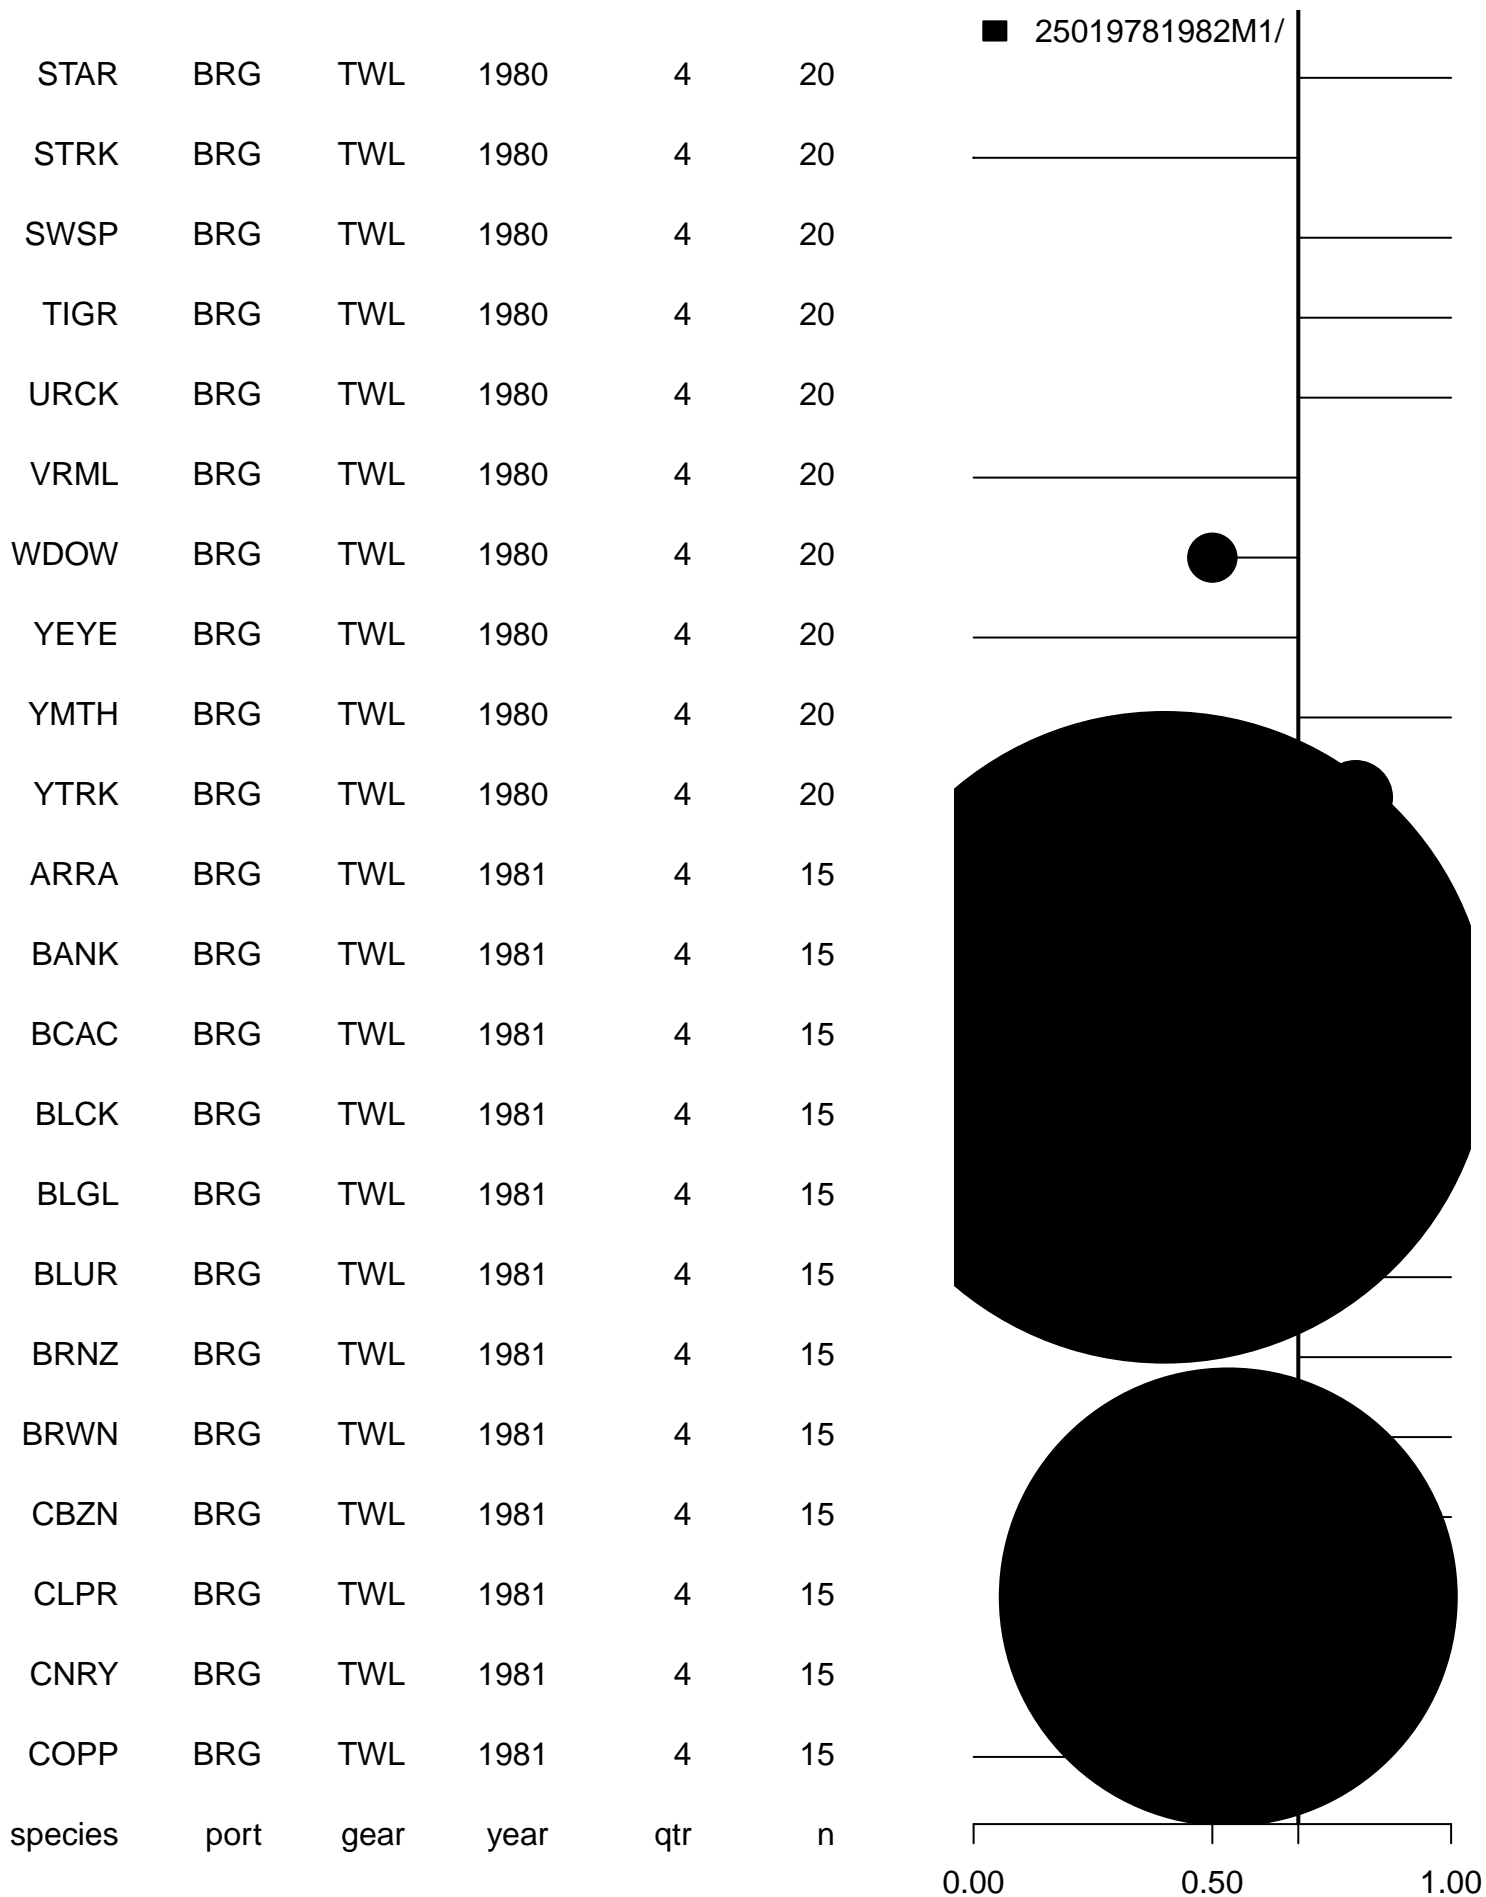 25019781982M1/
STAR BRG TWL 1980 4 20
STRK BRG TWL 1980 4 20
SWSP BRG TWL 1980 4 20
TIGR BRG TWL 1980 4 20
URCK BRG TWL 1980 4 20
VRML BRG TWL 1980 4 20
WDOW BRG TWL 1980 4 20
YEYE BRG TWL 1980 4 20
YMTH BRG TWL 1980 4 20
YTRK BRG TWL 1980 4 20
ARRA BRG TWL 1981 4 15
BANK BRG TWL 1981 4 15
BCAC BRG TWL 1981 4 15
BLCK BRG TWL 1981 4 15
BLGL BRG TWL 1981 4 15
BLUR BRG TWL 1981 4 15
BRNZ BRG TWL 1981 4 15
BRWN BRG TWL 1981 4 15
CBZN BRG TWL 1981 4 15
CLPR BRG TWL 1981 4 15
CNRY BRG TWL 1981 4 15
COPP BRG TWL 1981 4 15
species port gear year qtr n
0.00 0.50 1.00